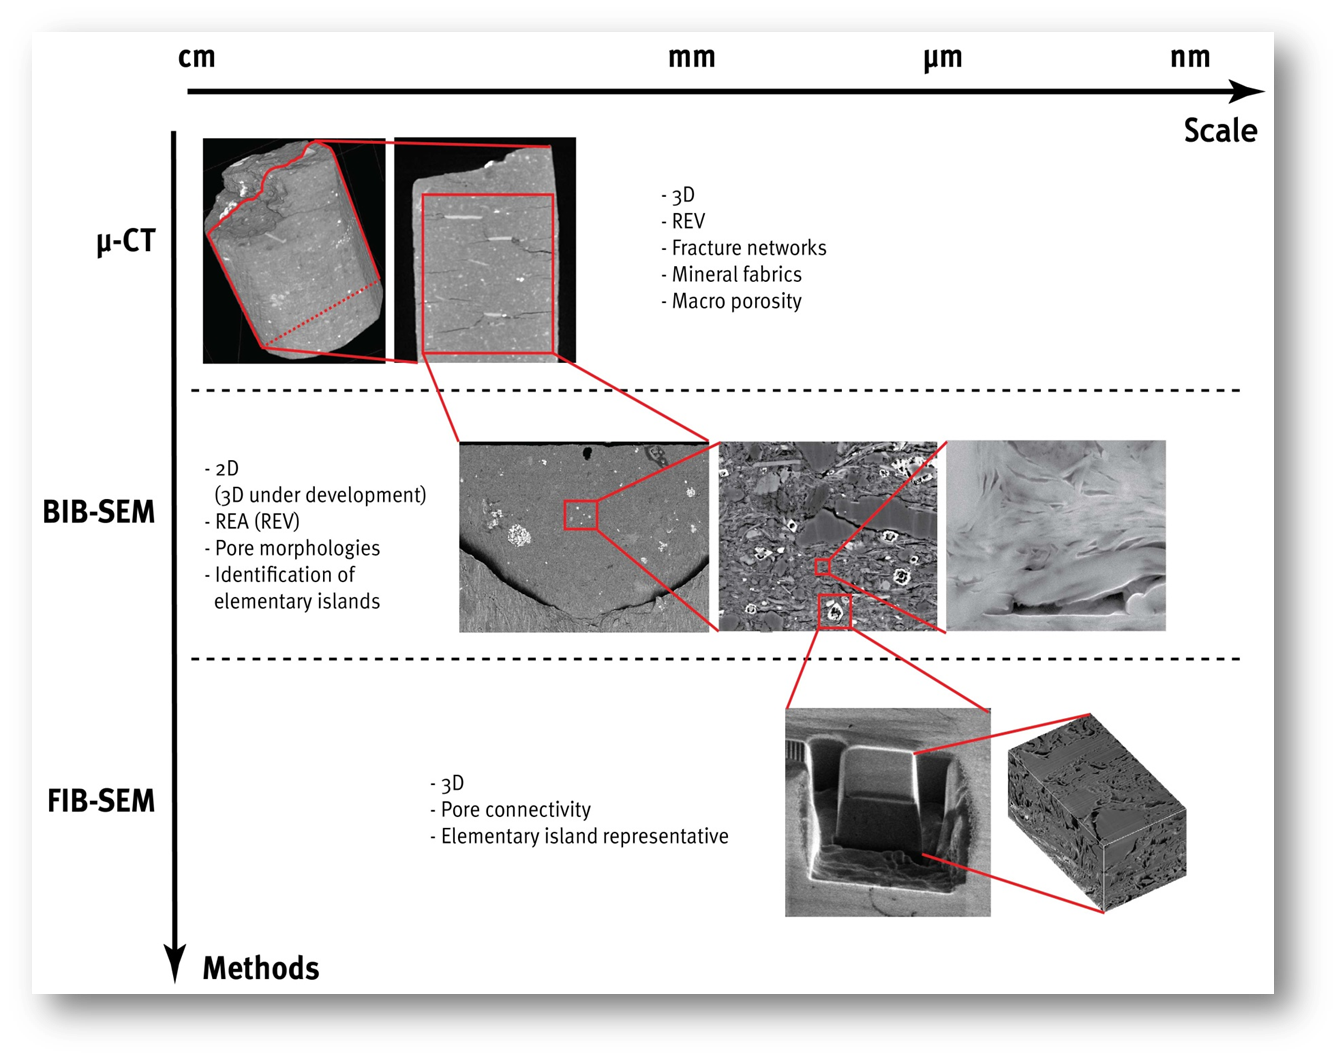 cm mm µm nm
Scale
µ-CT
- 3D
- REV
- Fracture networks
- Mineral fabrics
- Macro porosity
BIB-SEM
- 2D
(3D under development)
- REA (REV)
- Pore morphologies
- Identification of
elementary islands
FIB-SEM
- 3D
- Pore connectivity
- Elementary island representative
Methods